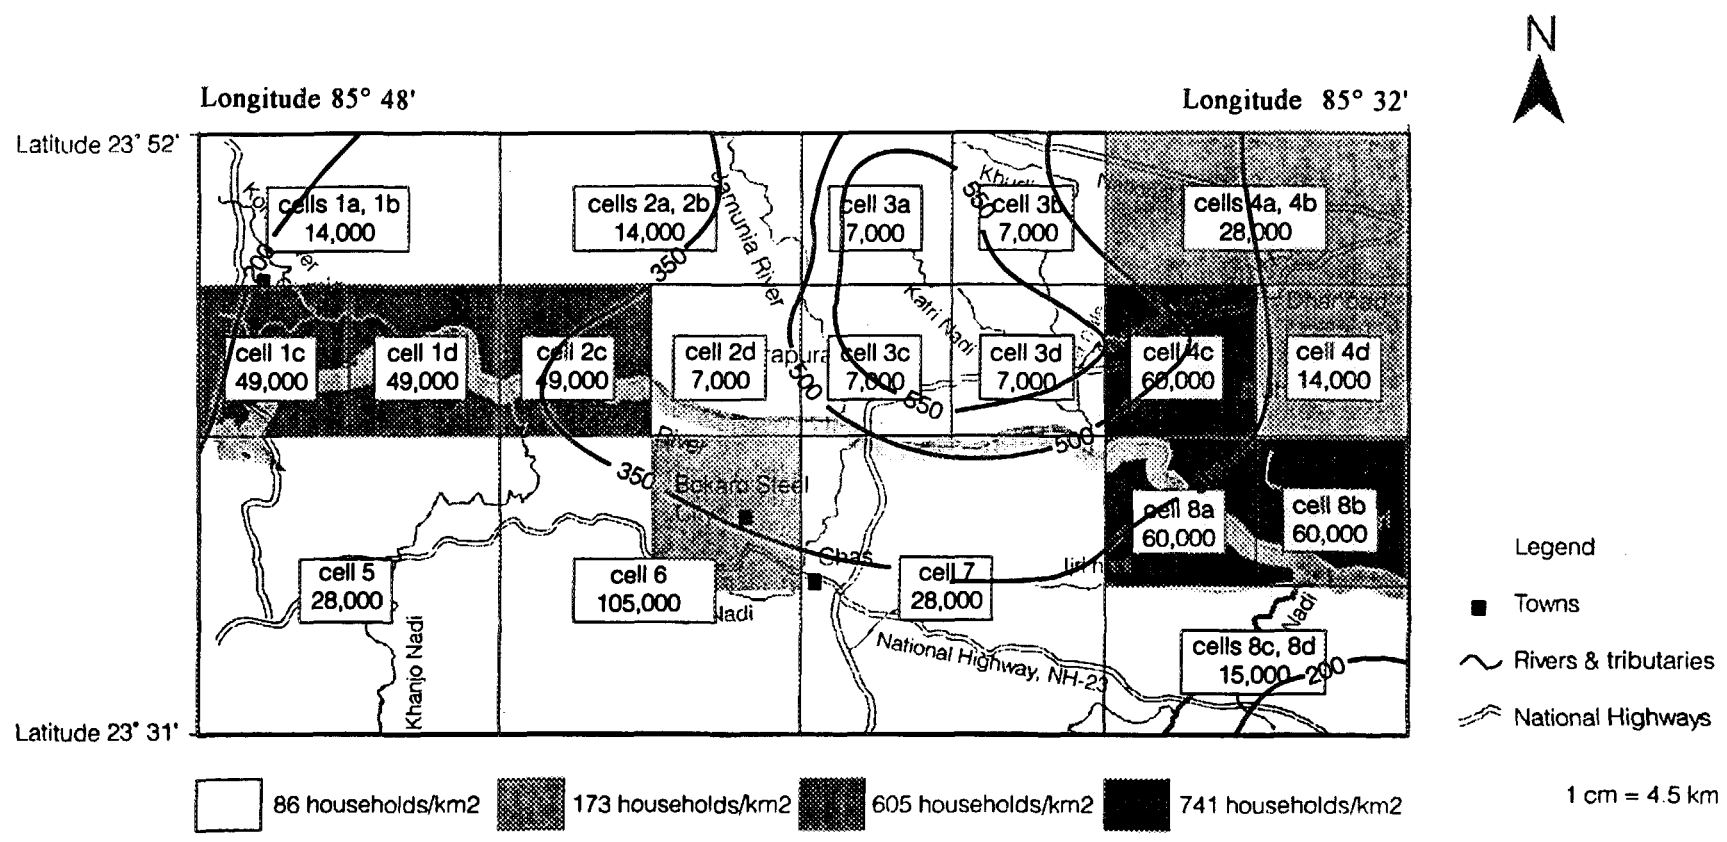 N
Longitude 85° 48'
Longitude 85° 32'
Latitude 23° 52'
cells 1a, 1b
14,000
cells 2a, 2b
14,000
cell 3a
7,000
cell 3b
7,000
cells 4a, 4b
28,000
200
350
Jamunia River
550
Katri Nadi
cell 1c
49,000
cell 1d
49,000
cell 2c
49,000
cell 2d
7,000
cell 3c
7,000
cell 3d
7,000
cell 4c
60,000
cell 4d
14,000
500
550
500
River
350
Bokaro Steel
cell 8a
60,000
cell 8b
60,000
Chas
cell 5
28,000
cell 6
105,000
cell 7
28,000
Nadi
Nadi
Khanjo Nadi
National Highway, NH-23
cells 8c, 8d
15,000
200
Latitude 23° 31'
Legend
Towns
Rivers & tributaries
National Highways
86 households/km2
173 households/km2
605 households/km2
741 households/km2
1 cm = 4.5 km